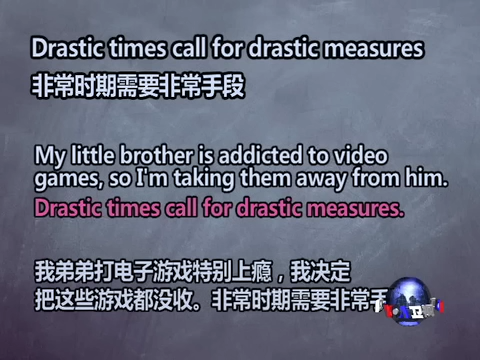 Drastic times call for drastic measures
非常时期需要非常手段
My little brother is addicted to video
games, so I'm taking them away from him.
Drastic times call for drastic measures.
我弟弟打电子游戏特别上瘾，我决定
把这些游戏都没收。非常时期需要非常手